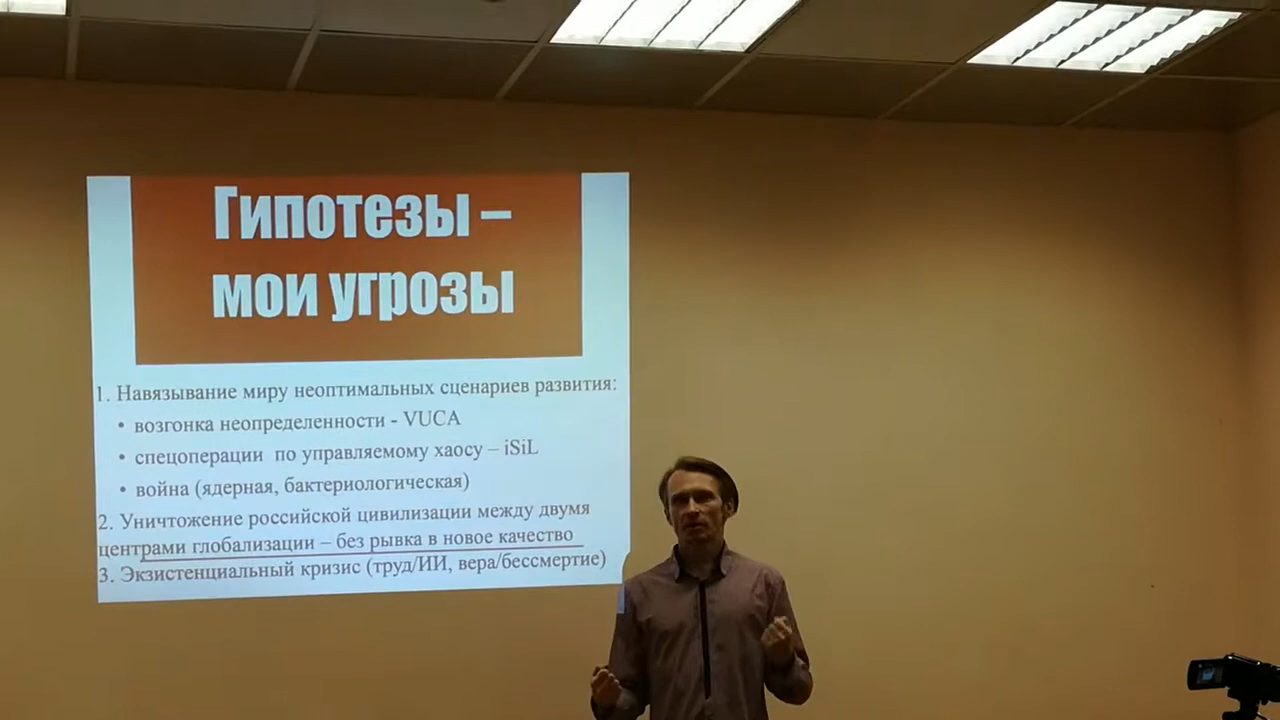 Гипотезы –
мои угрозы
1. Навязывание миру неоптимальных сценариев развития:
• возгонка неопределенности - VUCA
• спецоперации по управляемому хаосу – iSiL
• война (ядерная, бактериологическая)
2. Уничтожение российской цивилизации между двумя
центрами глобализации – без рывка в новое качество
3. Экзистенциальный кризис (труд/ИИ, вера/бессмертие)